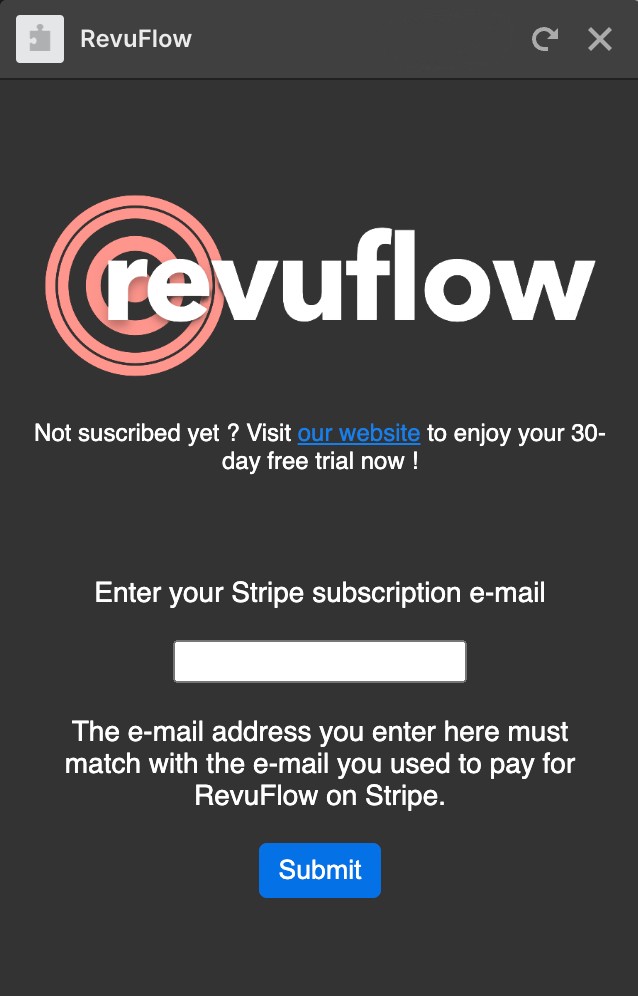 RevuFlow
revuflow
Not suscribed yet ? Visit our website to enjoy your 30-
day free trial now !
Enter your Stripe subscription e-mail
The e-mail address you enter here must
match with the e-mail you used to pay for
RevuFlow on Stripe.
Submit